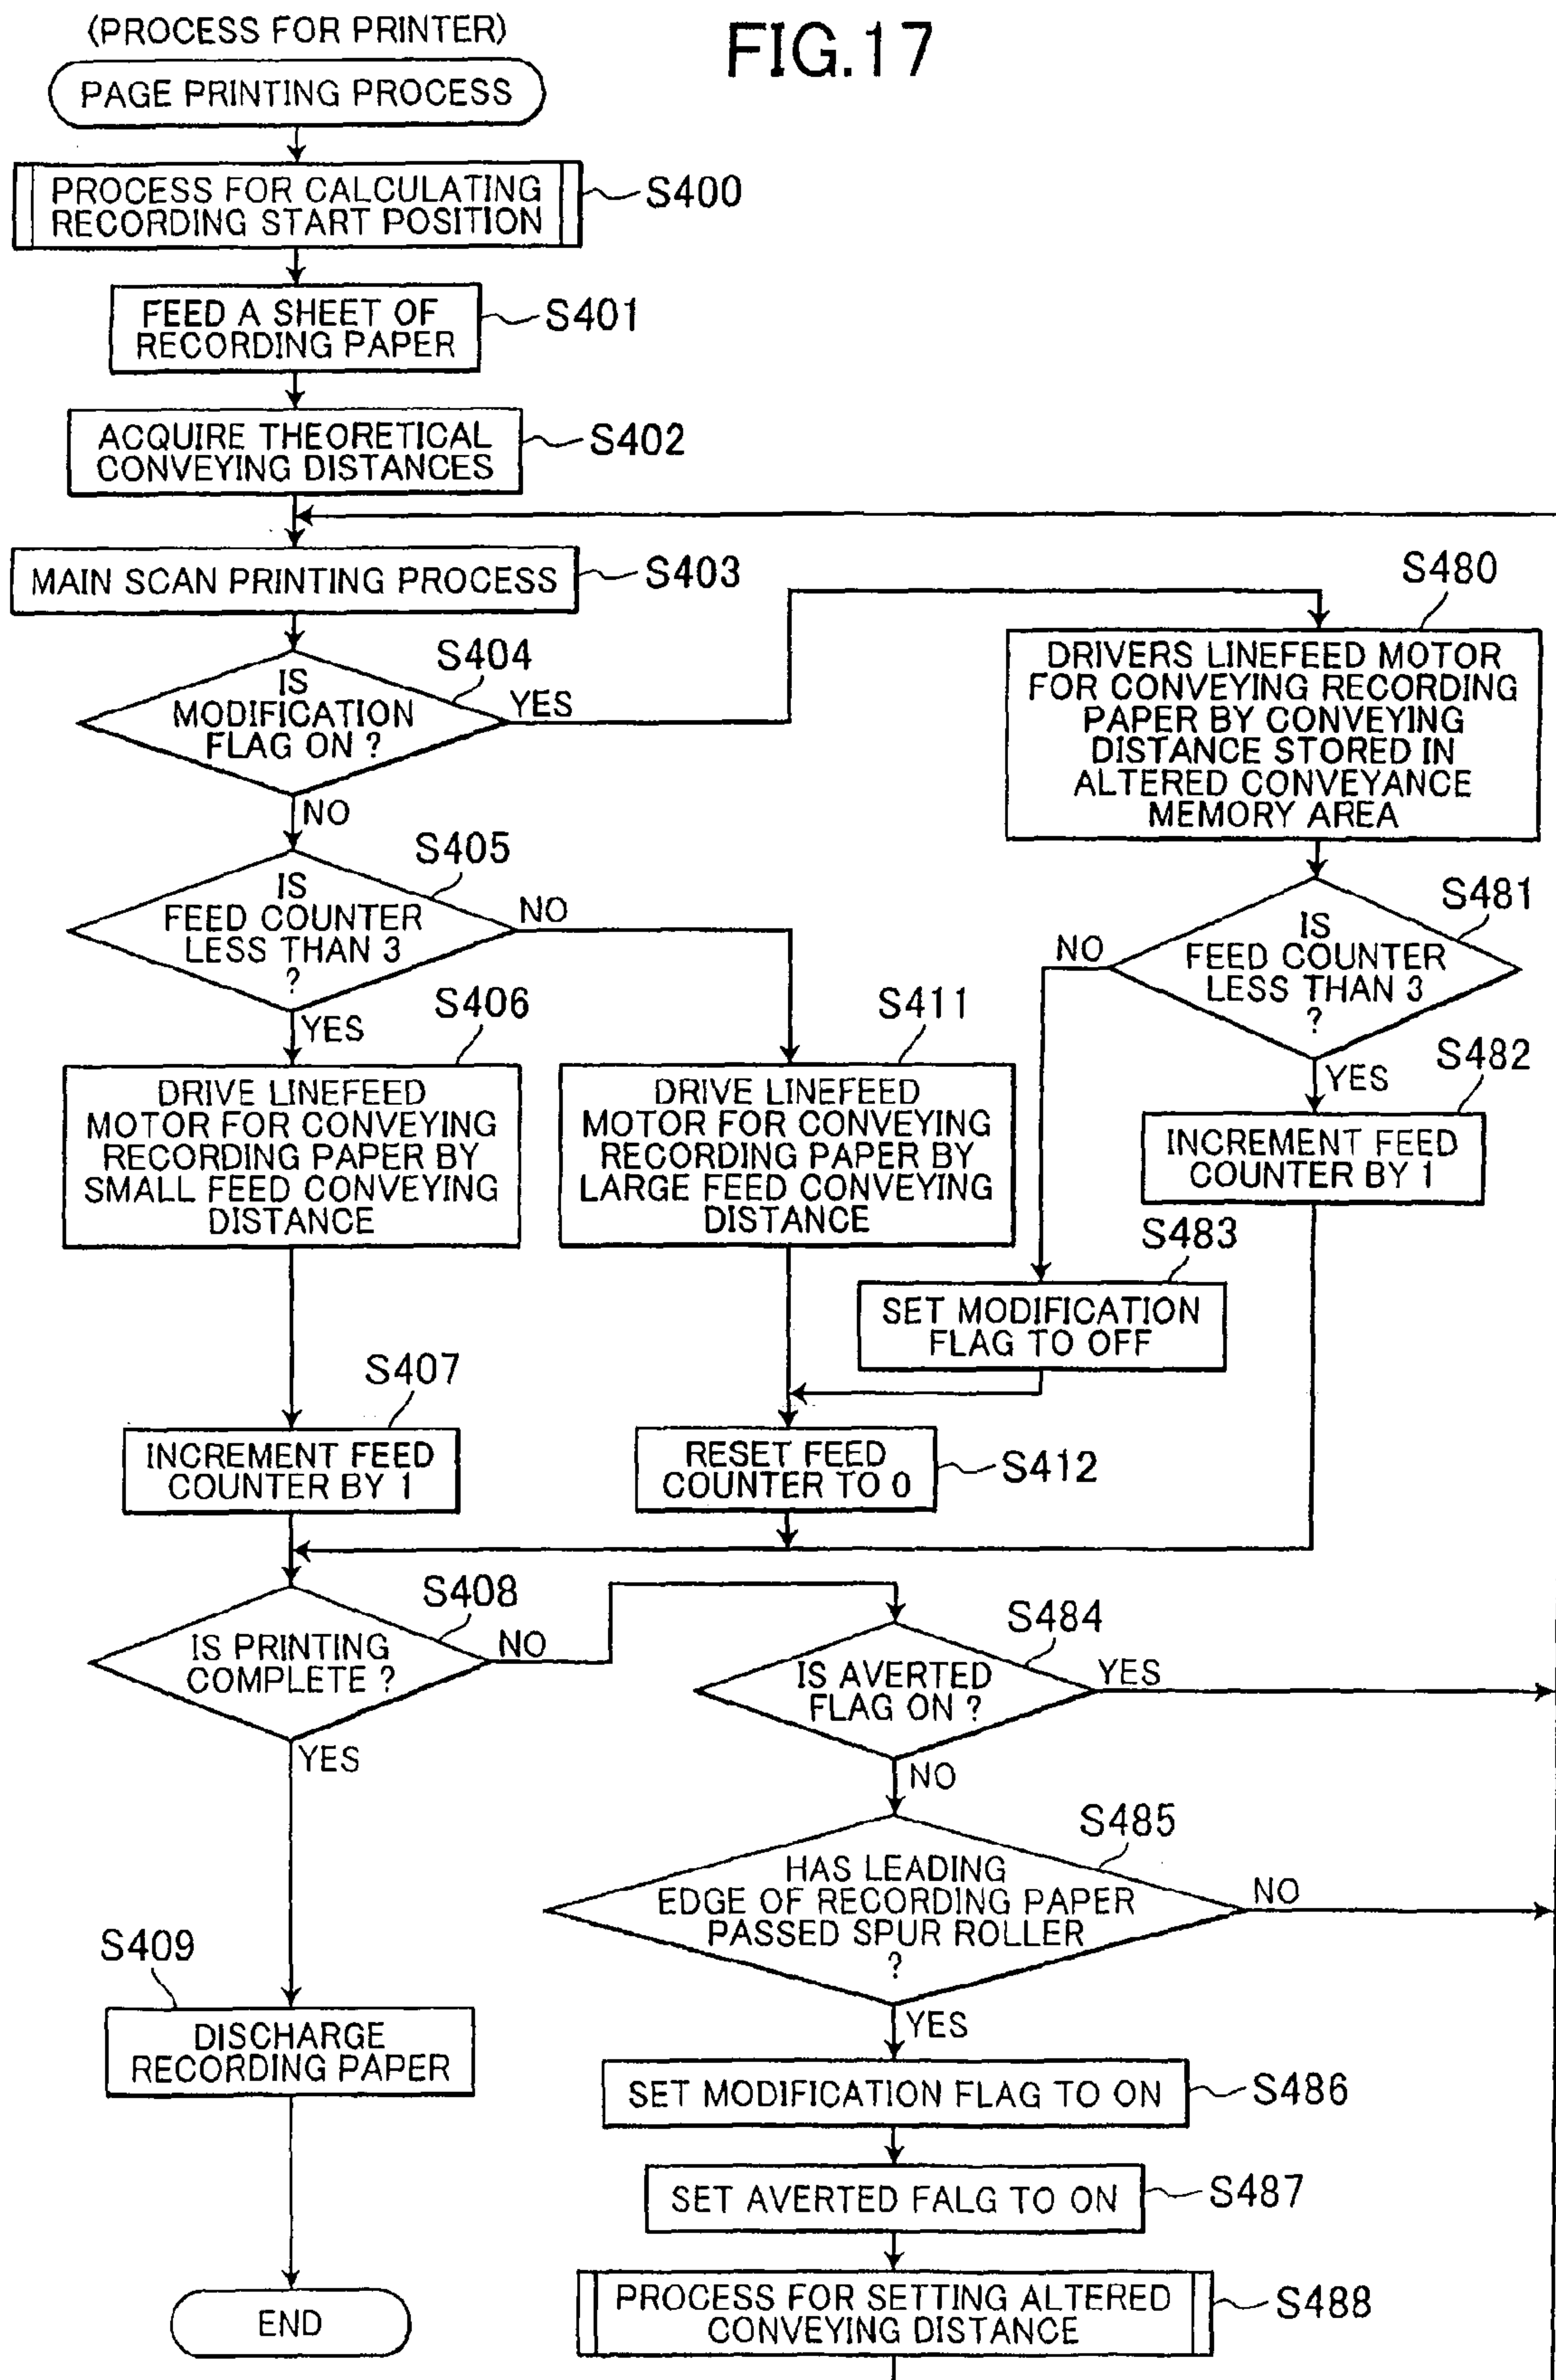 (PROCESS FOR PRINTER)
FIG.17
PAGE PRINTING PROCESS
PROCESS FOR CALCULATING
RECORDING START POSITION
S400
FEED A SHEET OF
RECORDING PAPER
S401
ACQUIRE THEORETICAL
CONVEYING DISTANCES
S402
MAIN SCAN PRINTING PROCESS
S403
S404
IS
MODIFICATION
FLAG ON ?
YES
NO
S480
DRIVERS LINEFEED MOTOR
FOR CONVEYING RECORDING
PAPER BY CONVEYING
DISTANCE STORED IN
ALTERED CONVEYANCE
MEMORY AREA
S405
IS
FEED COUNTER
LESS THAN 3
?
NO
YES
S481
IS
FEED COUNTER
LESS THAN 3
?
NO
YES
S406
DRIVE LINEFEED
MOTOR FOR CONVEYING
RECORDING PAPER BY
SMALL FEED CONVEYING
DISTANCE
S411
DRIVE LINEFEED
MOTOR FOR CONVEYING
RECORDING PAPER BY
LARGE FEED CONVEYING
DISTANCE
S482
INCREMENT FEED
COUNTER BY 1
S483
SET MODIFICATION
FLAG TO OFF
S407
INCREMENT FEED
COUNTER BY 1
RESET FEED
COUNTER TO 0
S412
S408
IS PRINTING
COMPLETE ?
NO
YES
S484
IS AVERTED
FLAG ON ?
YES
NO
S485
HAS LEADING
EDGE OF RECORDING PAPER
PASSED SPUR ROLLER
?
NO
YES
S409
DISCHARGE
RECORDING PAPER
SET MODIFICATION FLAG TO ON
S486
SET AVERTED FALG TO ON
S487
END
PROCESS FOR SETTING ALTERED
CONVEYING DISTANCE
S488